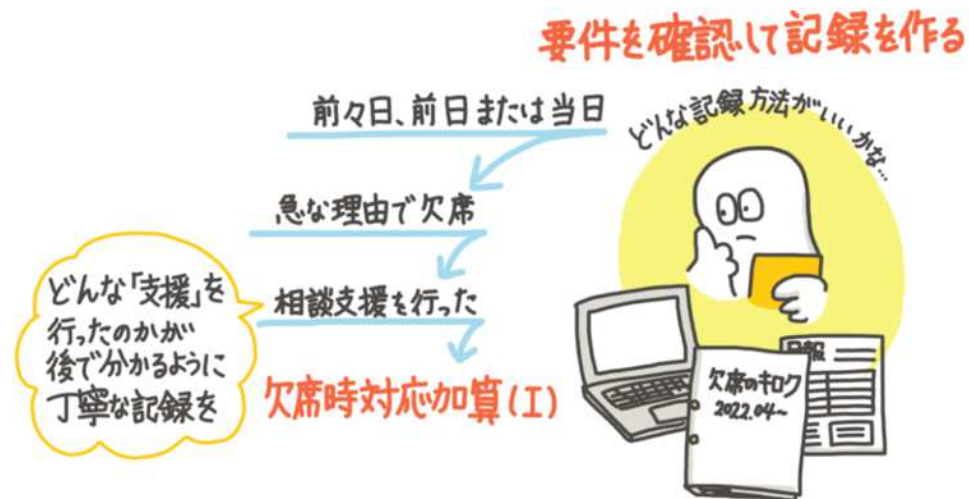 要件を確認して記録を作る
どんな記録方法がいいかな...
前々日、前日または当日
急な理由で欠席
相談支援を行った
欠席時対応加算(I)
どんな「支援」を
行ったのかが
後で分かるように
丁寧な記録を
日報
欠席のキロク
2022.04~